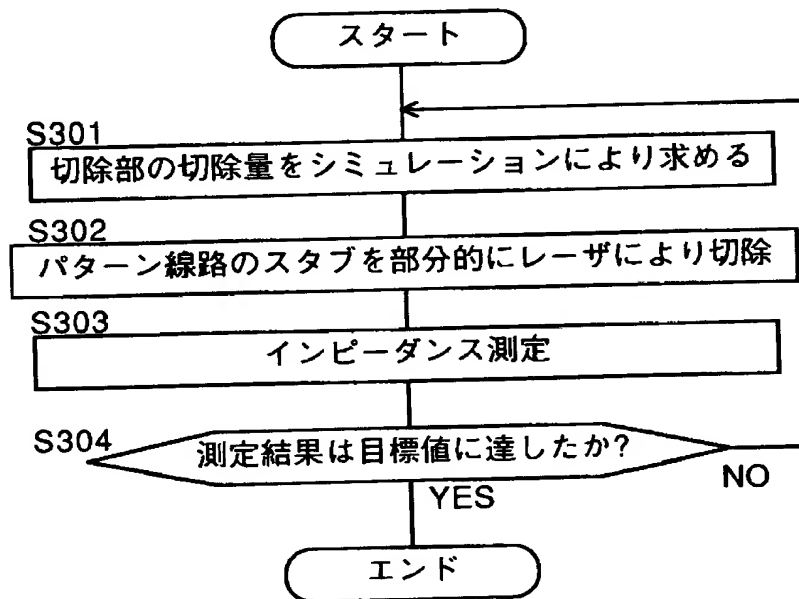 スタート
S301
切除部の切除量をシミュレーションにより求める
S302
パターン線路のスタブを部分的にレーザにより切除
S303
インピーダンス測定
S304
測定結果は目標値に達したか?
NO
YES
エンド